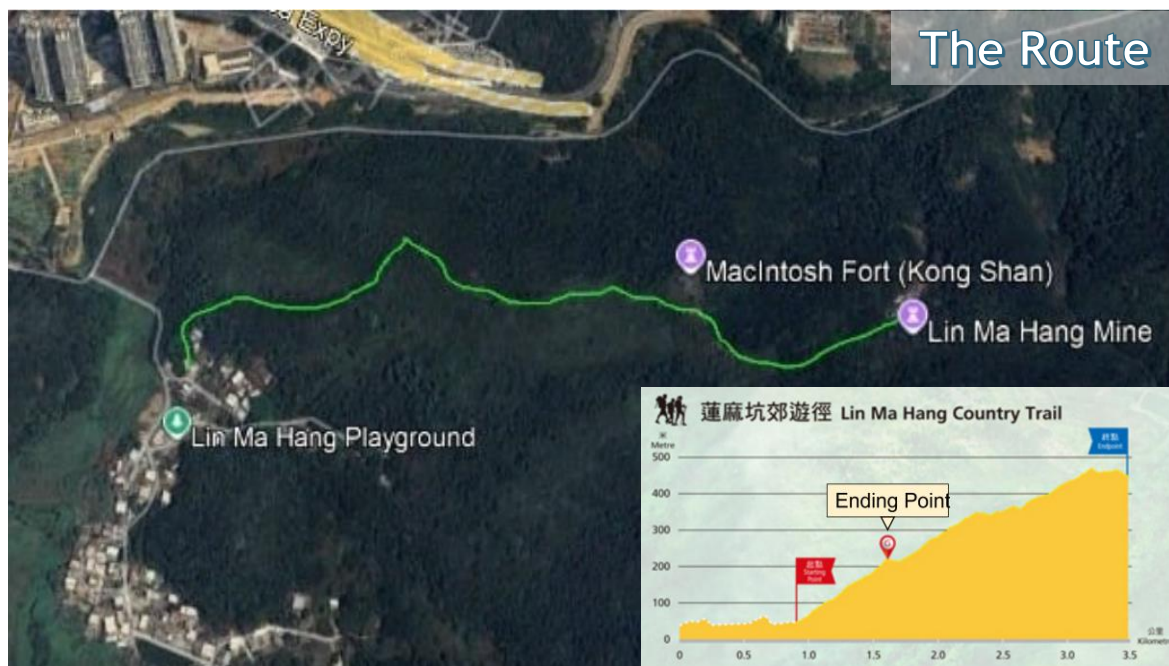 The Route
a Expy
MacIntosh Fort (Kong Shan)
Lin Ma Hang Mine
Lin Ma Hang Playground
蓮麻坑郊遊徑 Lin Ma Hang Country Trail
米
Metre
500
400
300
200
100
0
終點
Endpoint
Ending Point
G
起點
Starting
Point
公里
Kilometre
0 0.5 1.0 1.5 2.0 2.5 3.0 3.5